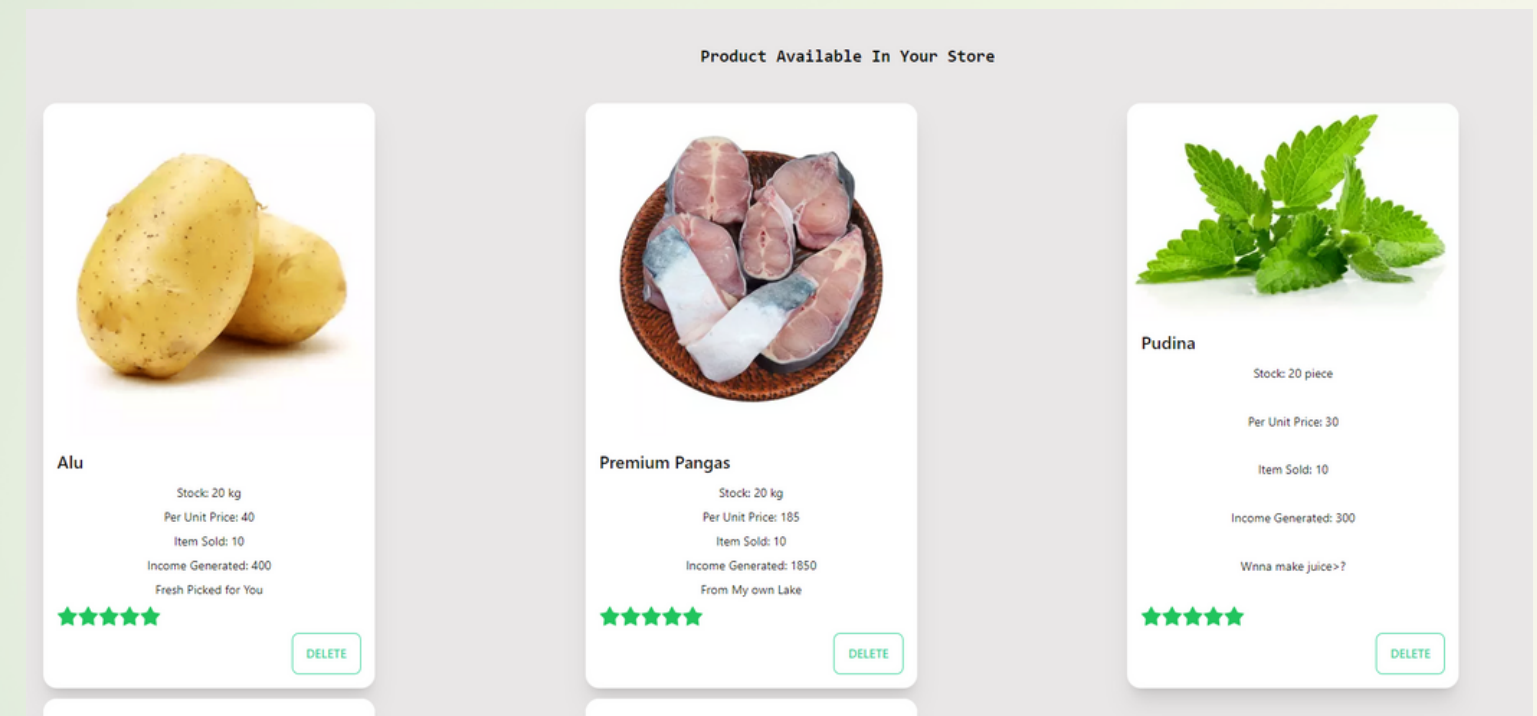 Product Available In Your Store
Alu
Stock: 20 kg
Per Unit Price: 40
Item Sold: 10
Income Generated: 400
Fresh Picked for You
DELETE
Premium Pangas
Stock: 20 kg
Per Unit Price: 185
Item Sold: 10
Income Generated: 1850
From My own Lake
DELETE
Pudina
Stock: 20 piece
Per Unit Price: 30
Item Sold: 10
Income Generated: 300
Wnna make juice>?
DELETE